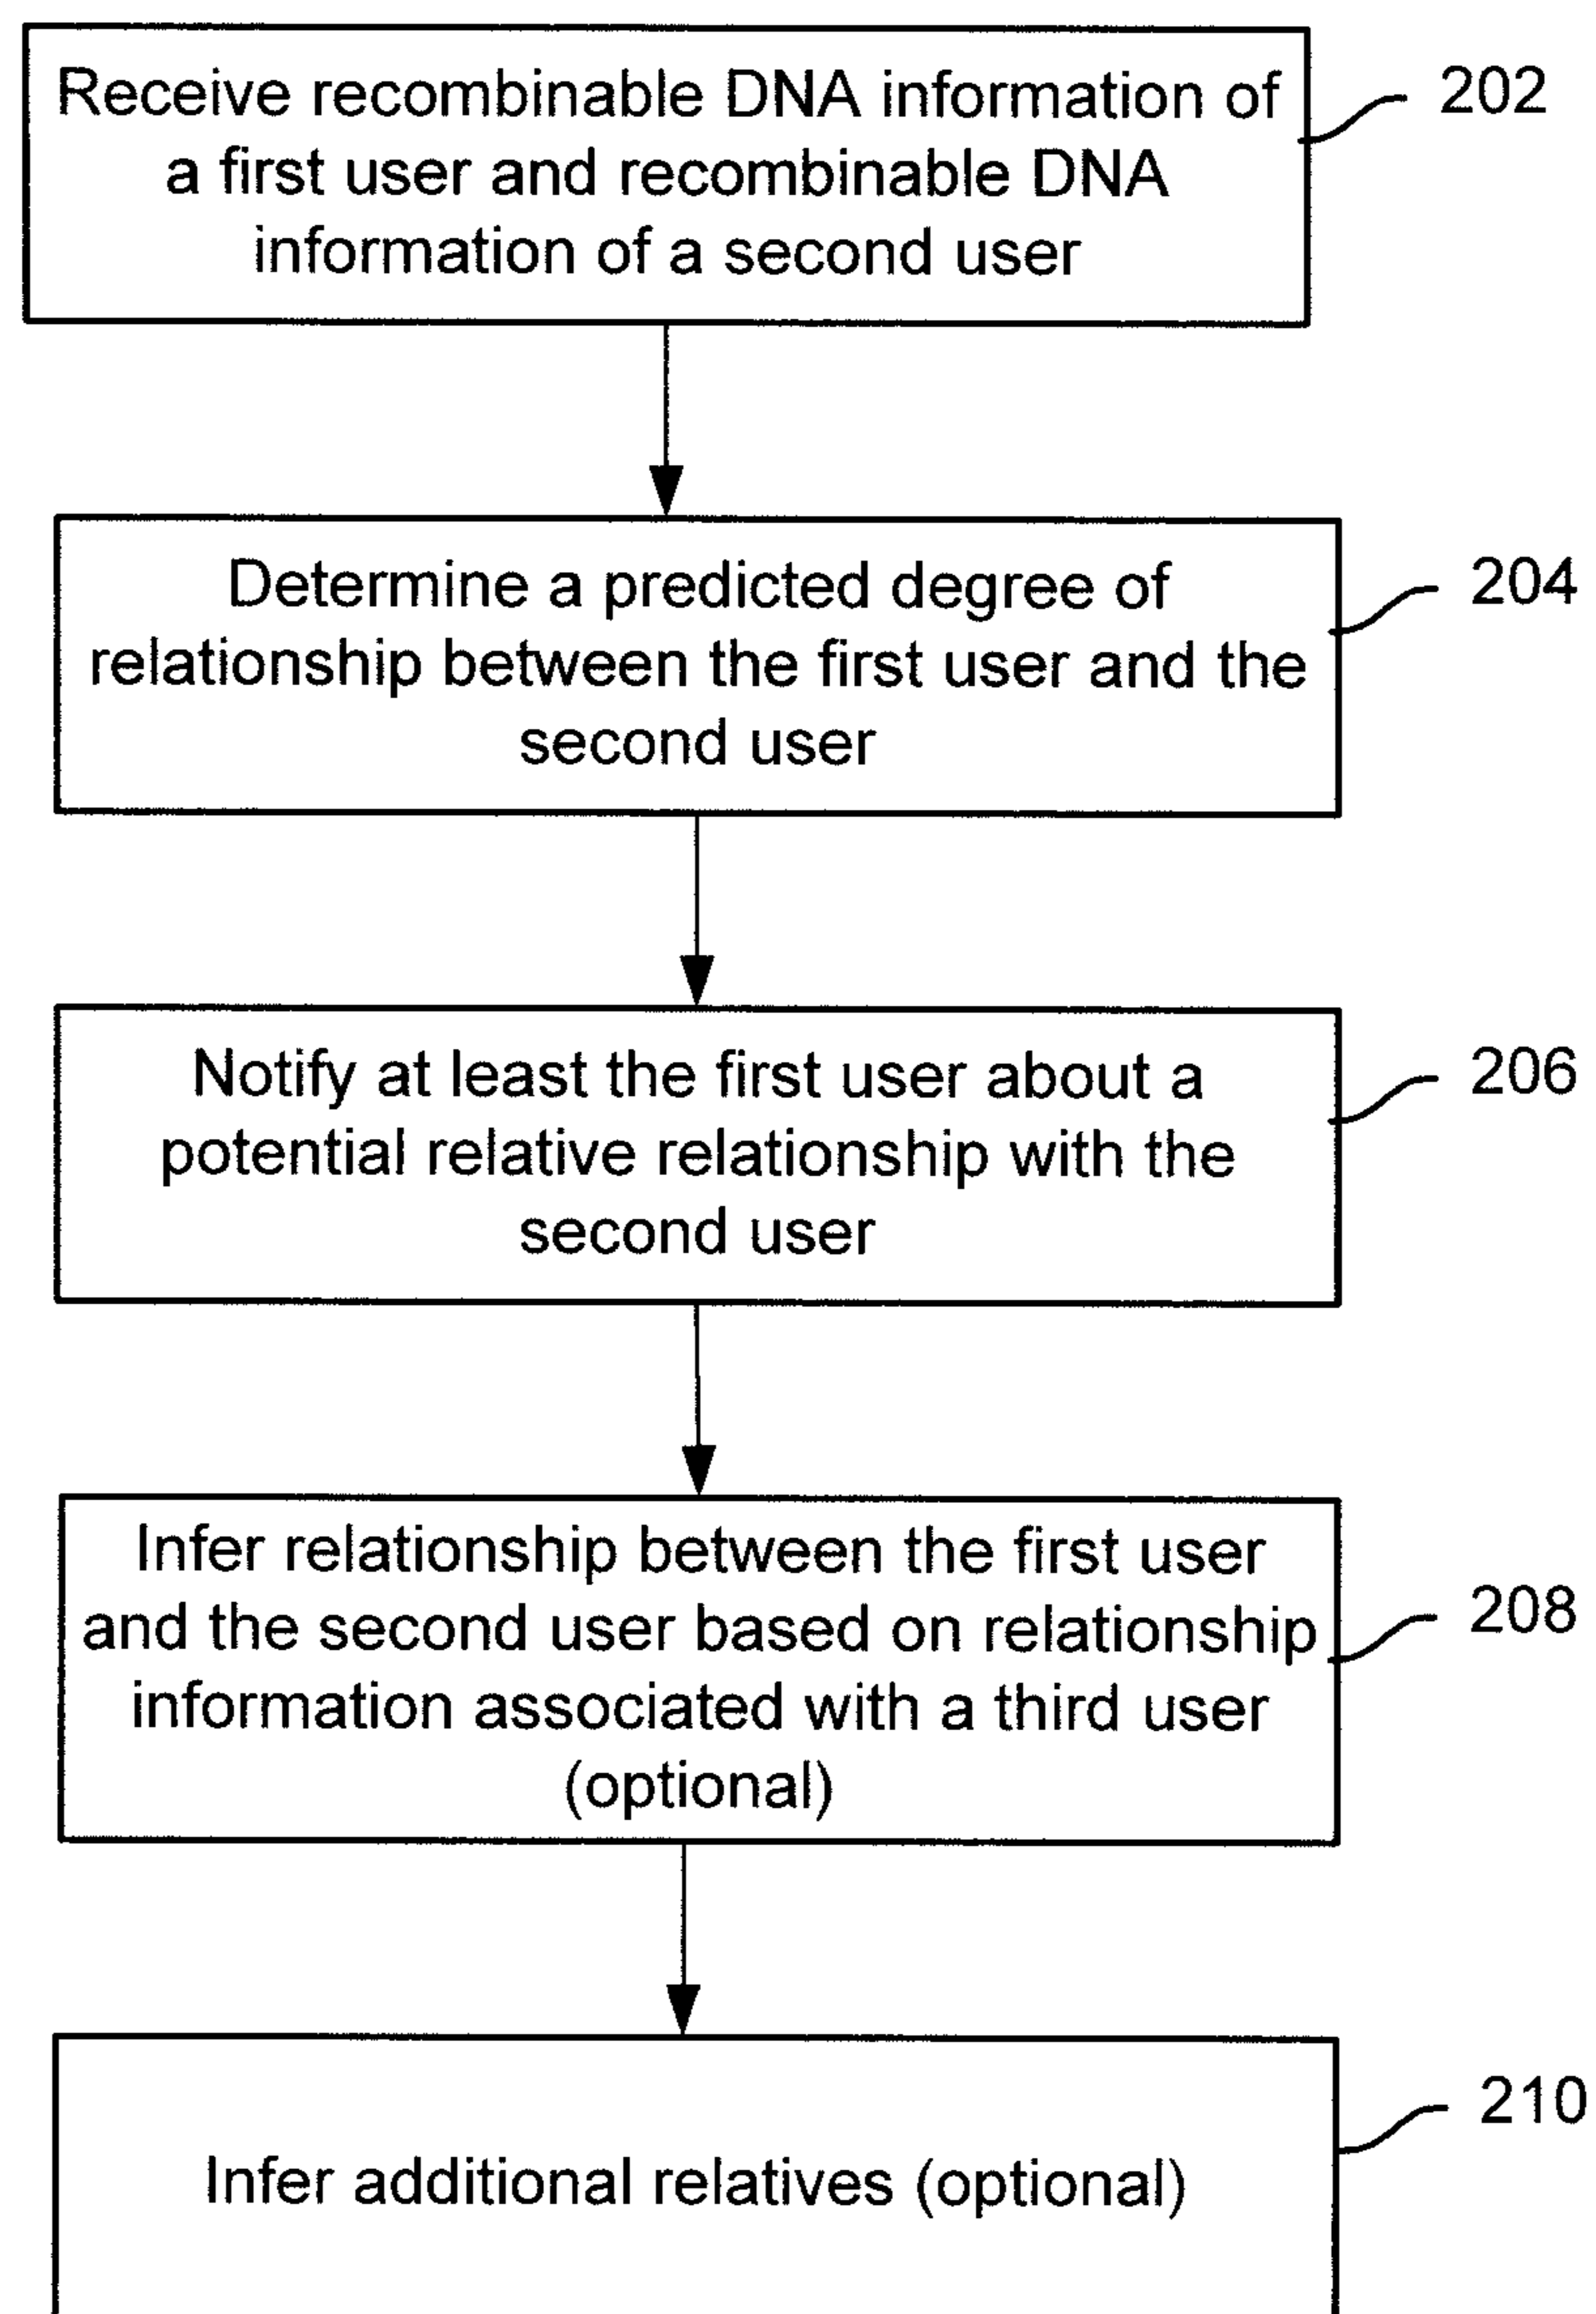 Receive recombinable DNA information of
a first user and recombinable DNA
information of a second user
202
Determine a predicted degree of
relationship between the first user and the
second user
204
Notify at least the first user about a
potential relative relationship with the
second user
206
Infer relationship between the first user
and the second user based on relationship
information associated with a third user
(optional)
208
Infer additional relatives (optional)
210